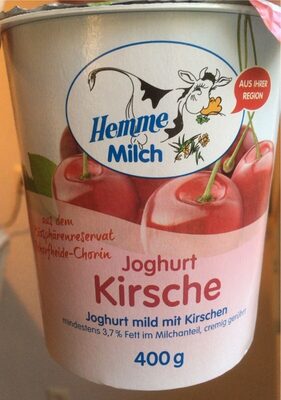 AUS IHRER
REGION
Hemme
Milch
aus dem
Biosphärenreservat
Schorfheide-Chorin
Joghurt
Kirsche
Joghurt mild mit Kirschen
mindestens 3,7 % Fett im Milchanteil, cremig gerührt
400 g